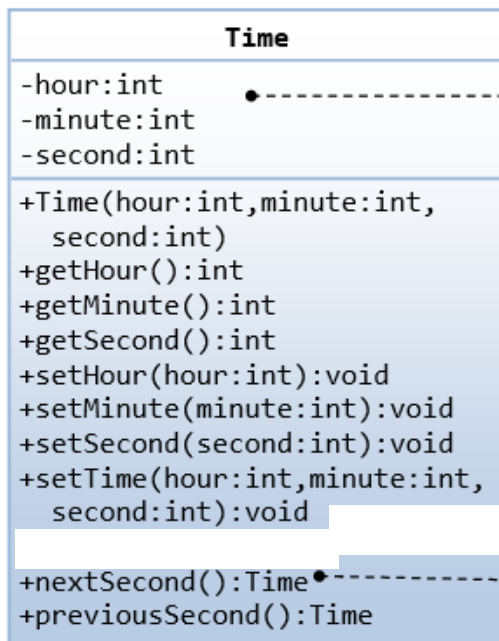 Time
-hour:int
-minute:int
-second:int
+Time(hour:int,minute:int,
second:int)
+getHour():int
+getMinute():int
+getSecond():int
+setHour(hour:int):void
+setMinute(minute:int):void
+setSecond(second:int):void
+setTime(hour:int,minute:int,
second:int):void
+nextSecond():Time
+previousSecond():Time